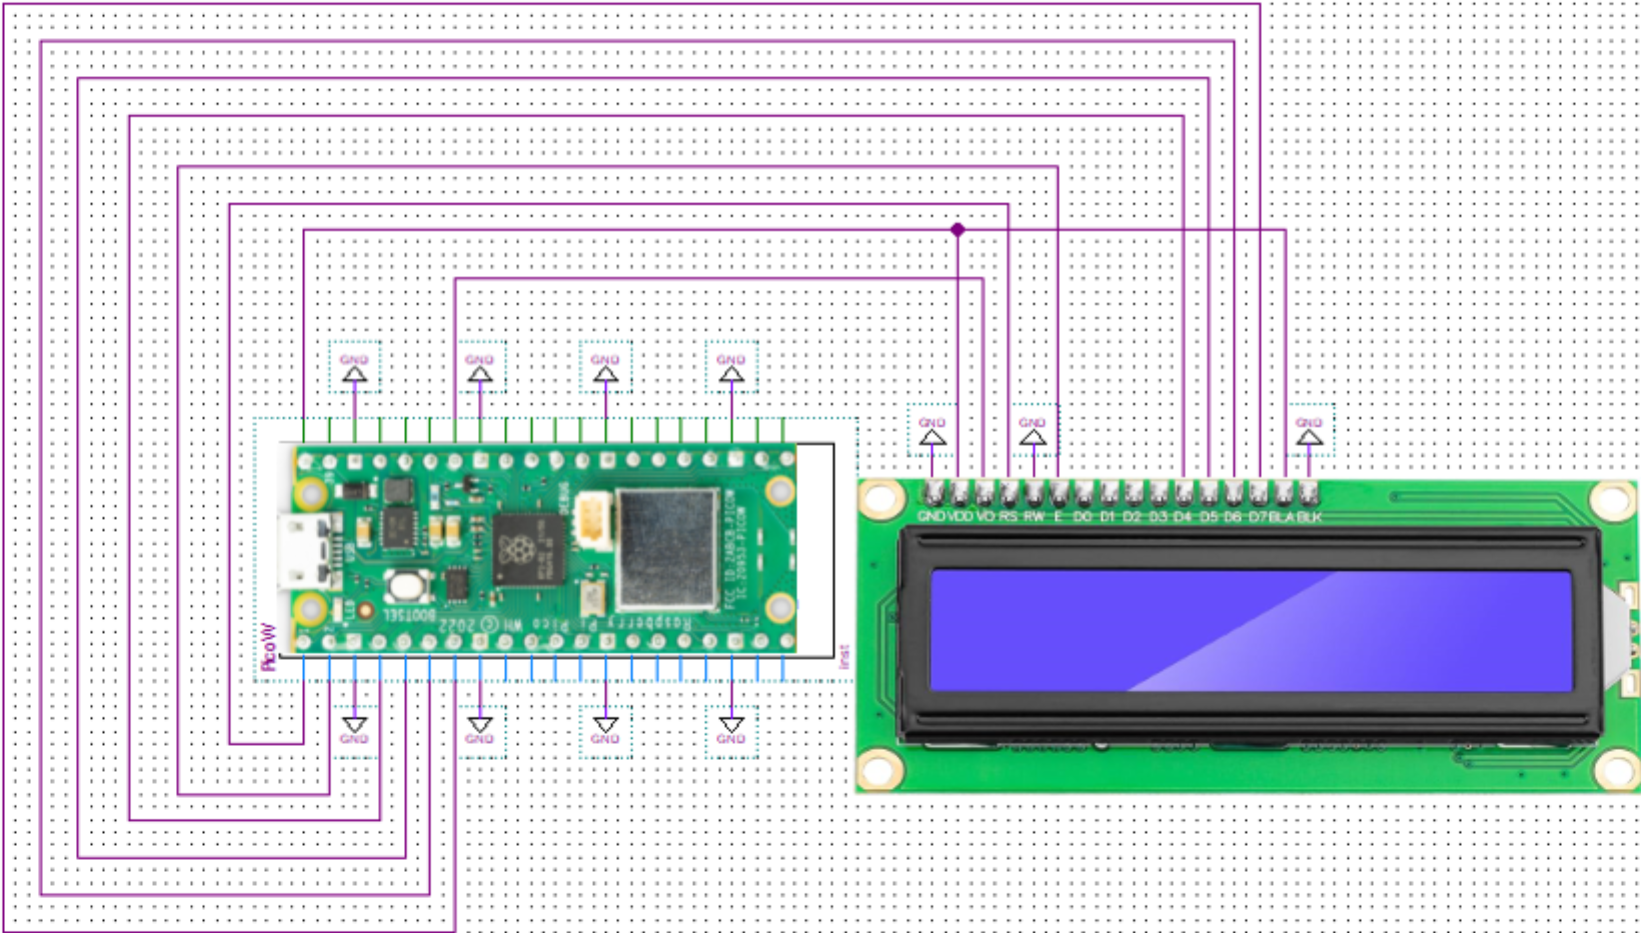 GND GND GND GND
GND GND GND
GND VDD VO RS RW E D0 D1 D2 D3 D4 D5 D6 D7 BLA BLK
DEBUG
FCC ID: 2ABCB-PICOW
IC: 20953-PICOW
USB
LED
BOOTSEL
Raspberry Pi Pico W © 2022
PicoW
inst
GND GND GND GND